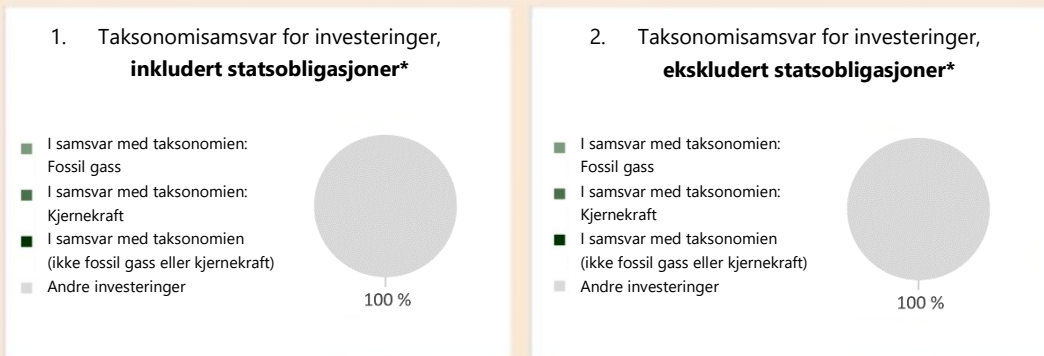 1. Taksonomisamsvar for investeringer,
inkludert statsobligasjoner*
I samsvar med taksonomien:
Fossil gass
I samsvar med taksonomien:
Kjernekraft
I samsvar med taksonomien
(ikke fossil gass eller kjernekraft)
Andre investeringer
100 %
2. Taksonomisamsvar for investeringer,
ekskludert statsobligasjoner*
I samsvar med taksonomien:
Fossil gass
I samsvar med taksonomien:
Kjernekraft
I samsvar med taksonomien
(ikke fossil gass eller kjernekraft)
Andre investeringer
100 %